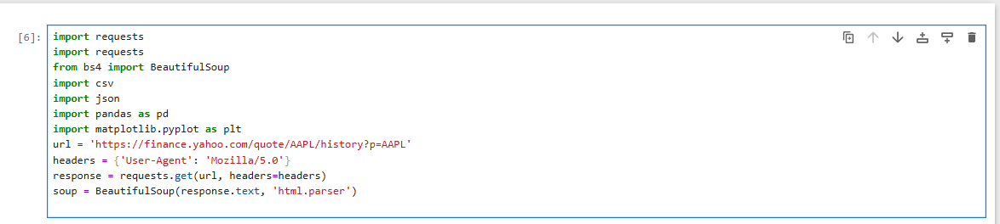 [6]:
import requests
import requests
from bs4 import BeautifulSoup
import csv
import json
import pandas as pd
import matplotlib.pyplot as plt
url = 'https://finance.yahoo.com/quote/AAPL/history?p=AAPL'
headers = {'User-Agent': 'Mozilla/5.0'}
response = requests.get(url, headers=headers)
soup = BeautifulSoup(response.text, 'html.parser')